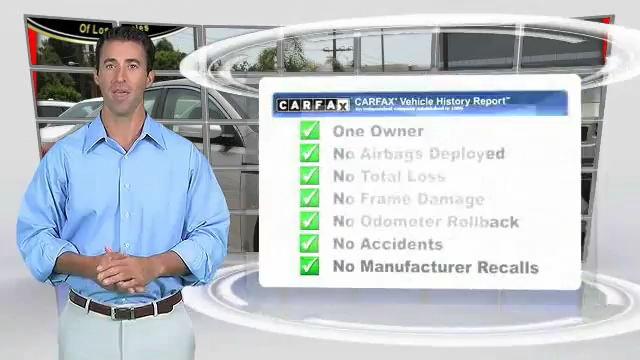 Of Los
CARFAX CARFAX Vehicle History Report™
One Owner
No Airbags Deployed
No Total Loss
No Frame Damage
No Odometer Rollback
No Accidents
No Manufacturer Recalls